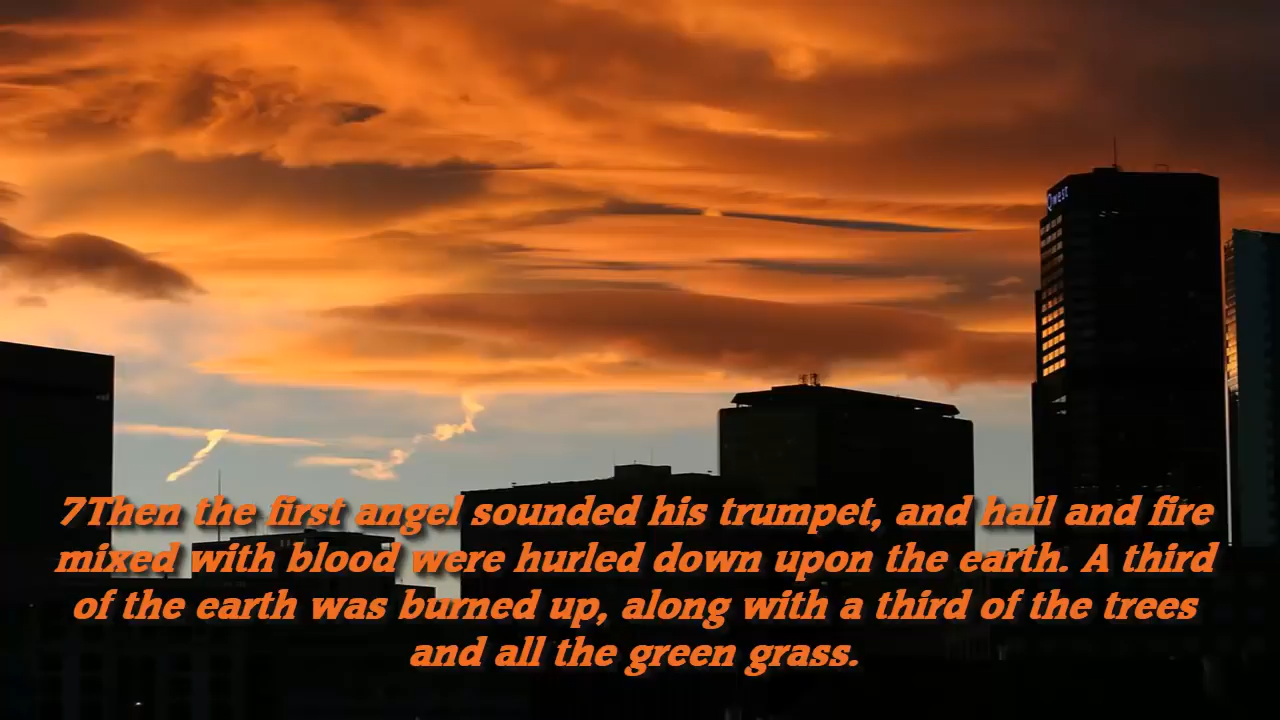 Qwest
7Then the first angel sounded his trumpet, and hail and fire
mixed with blood were hurled down upon the earth. A third
of the earth was burned up, along with a third of the trees
and all the green grass.